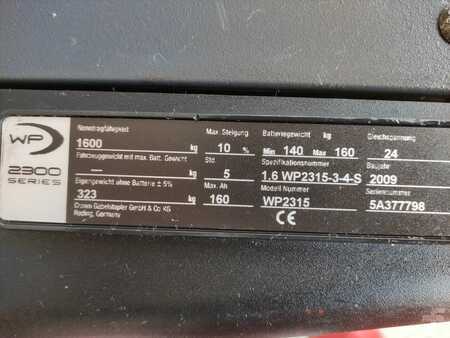 WP
2300
SERIES
Nenntragfähigkeit
1600 kg
Fahrzeuggewicht mit max. Batt. Gewicht
— kg
Eigengewicht ohne Batterie ± 5%
323 kg
Crown Gabelstapler GmbH & Co KG
Roding, Germany
Max. Steigung
10 %
Std
5
Max. Ah
160
Batteriegewicht kg
Min 140 Max 160
Spezifikationsnummer
1.6 WP2315-3-4-S
Modell Nummer
WP2315
CE
Gleichspannung
24
Baujahr
2009
Seriennummer
5A377798